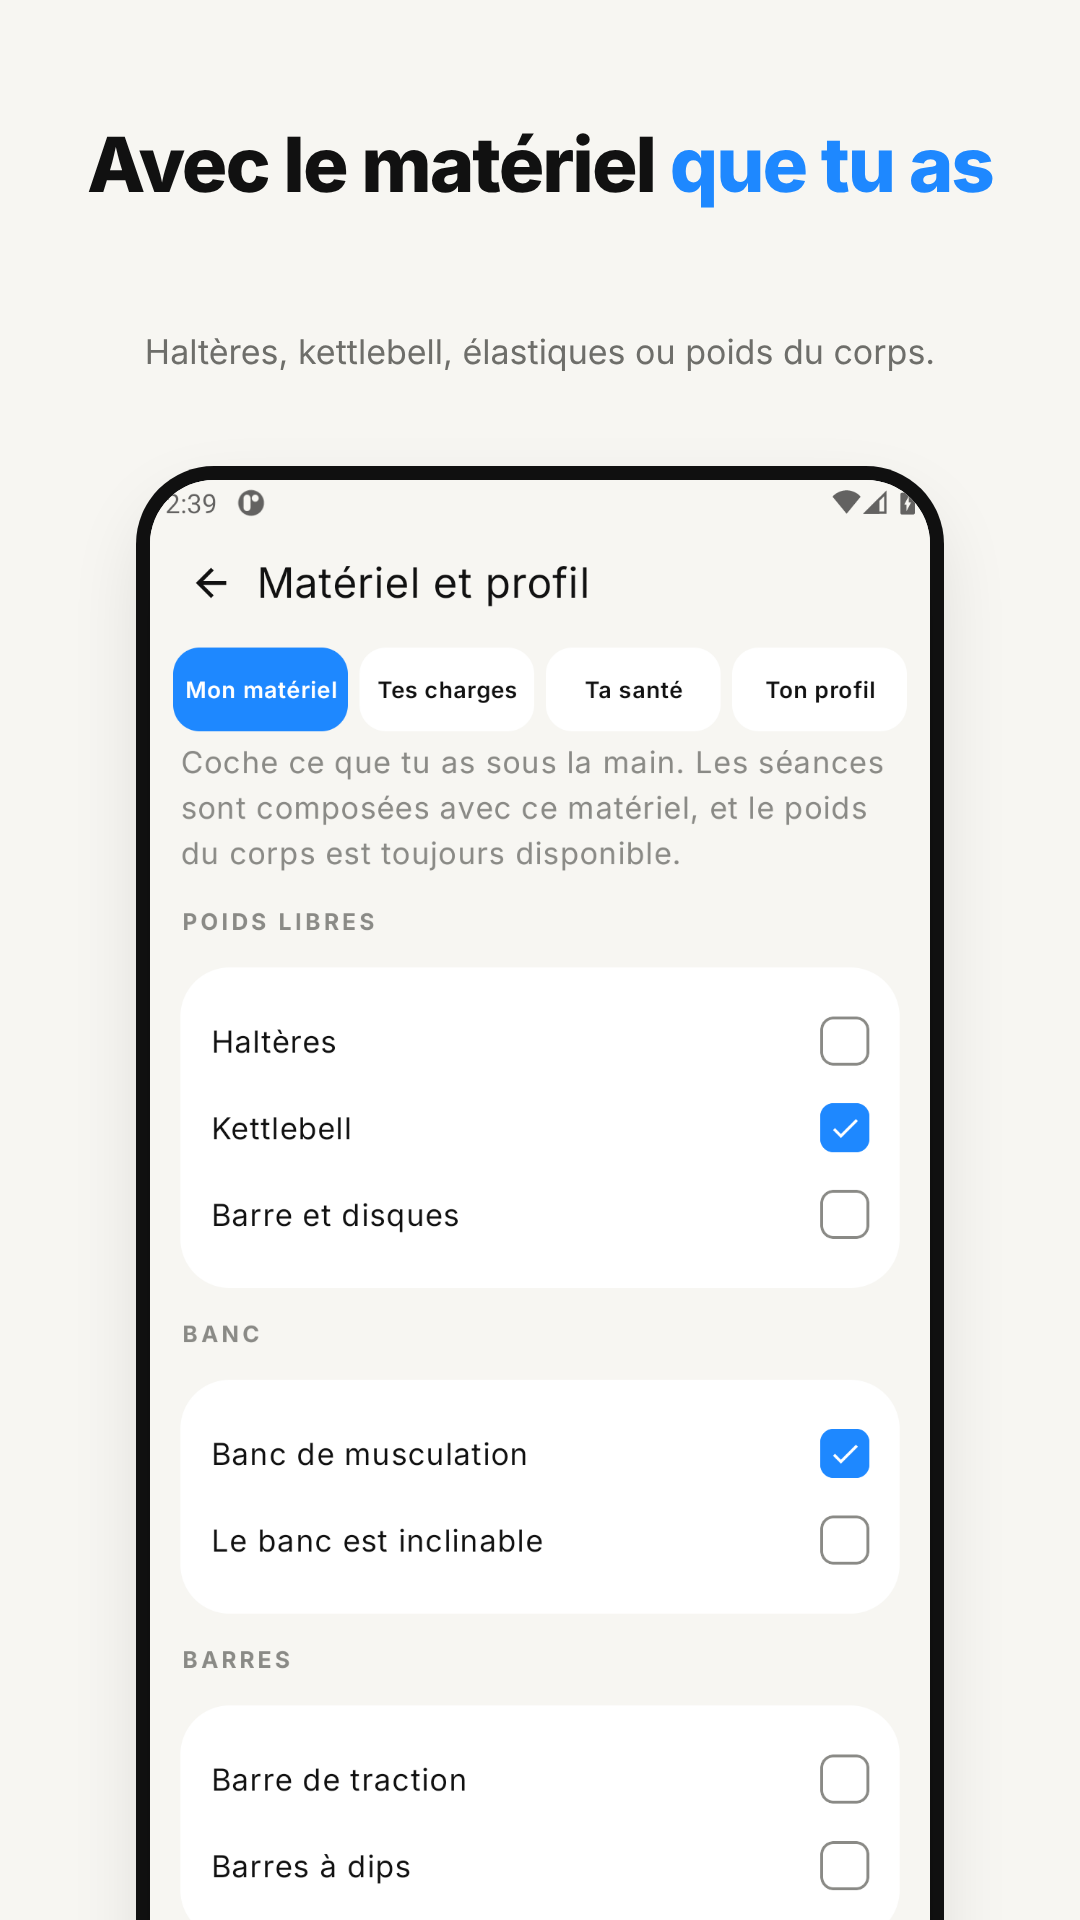 Avec le matériel que tu as
Haltères, kettlebell, élastiques ou poids du corps.
2:39
Matériel et profil
Mon matériel Tes charges Ta santé Ton profil
Coche ce que tu as sous la main. Les séances
sont composées avec ce matériel, et le poids
du corps est toujours disponible.
POIDS LIBRES
Haltères
Kettlebell
Barre et disques
BANC
Banc de musculation
Le banc est inclinable
BARRES
Barre de traction
Barres à dips